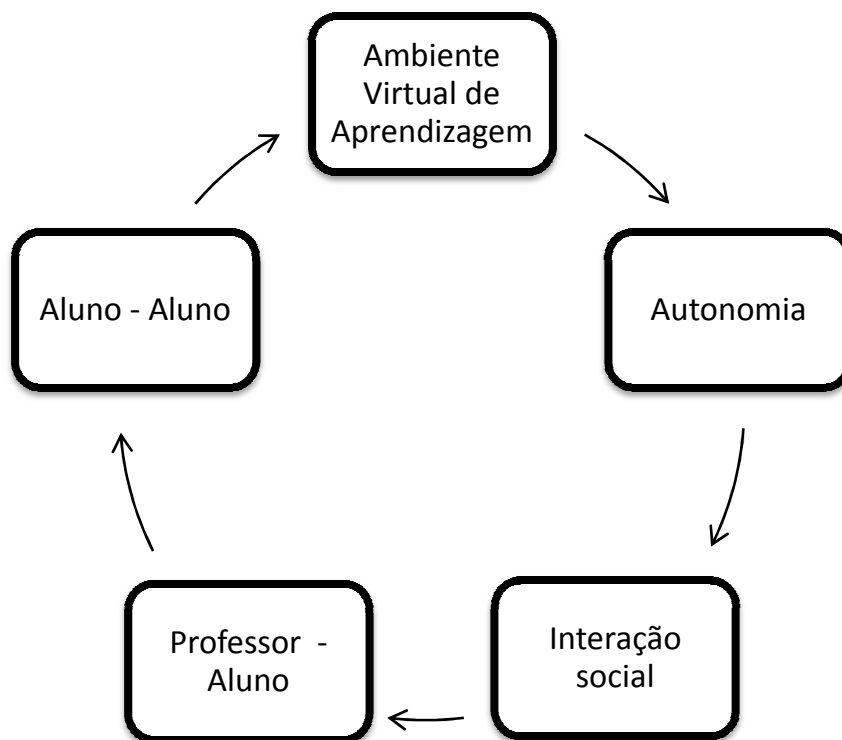 Ambiente
Virtual de
Aprendizagem
Autonomia
Interação
social
Professor -
Aluno
Aluno - Aluno